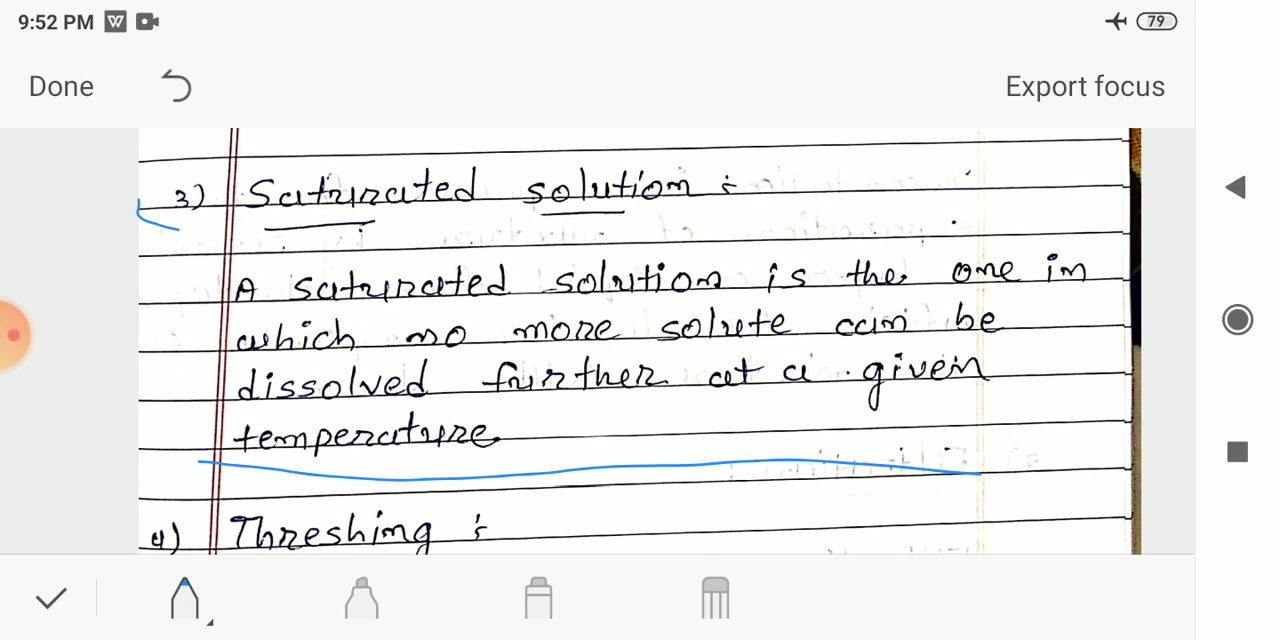 9:52 PM W 79
Done Export focus
3) Saturated solution :
A saturated solution is the one in
which no more solute can be
dissolved further at a given
temperature
4) Threshing :